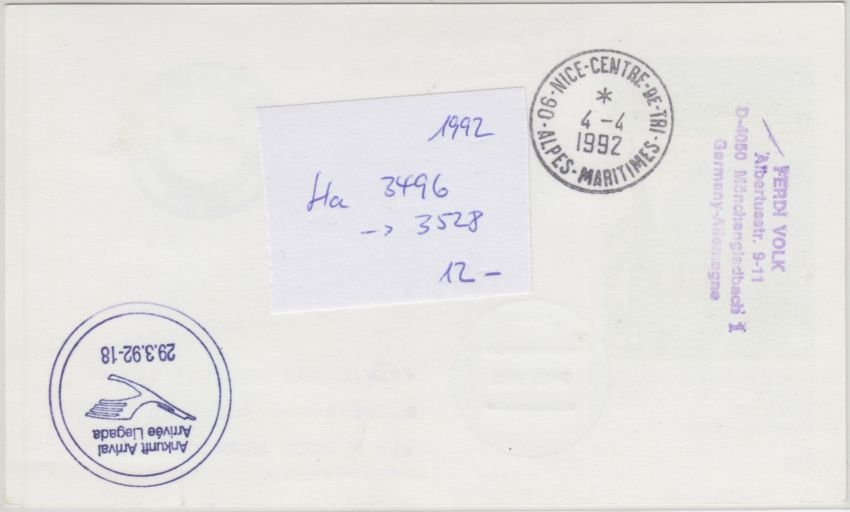 06-NICE-CENTRE-DE-TRI
*
4-4
1992
ALPES-MARITIMES-
1992
Ha 3496
-> 3528
12 -
FERDI VOLK
Albertusstr. 9-11
D-4050 Mönchengladbach 1
Germany-Allemagne
29.3.92-18
Ankunft Arrival
Arrivée Llegada